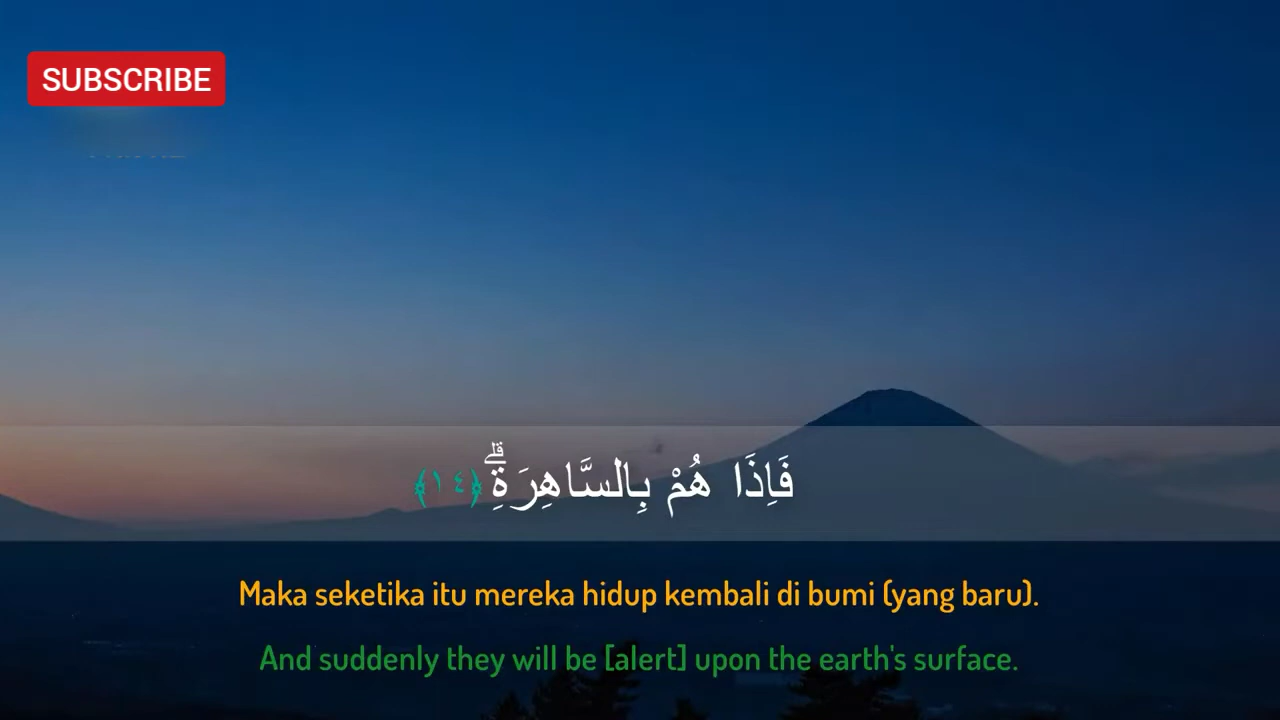 SUBSCRIBE
فَاِذَا هُمْ بِالسَّاهِرَةِۗ ﴿١٤﴾
Maka seketika itu mereka hidup kembali di bumi (yang baru).
And suddenly they will be [alert] upon the earth's surface.